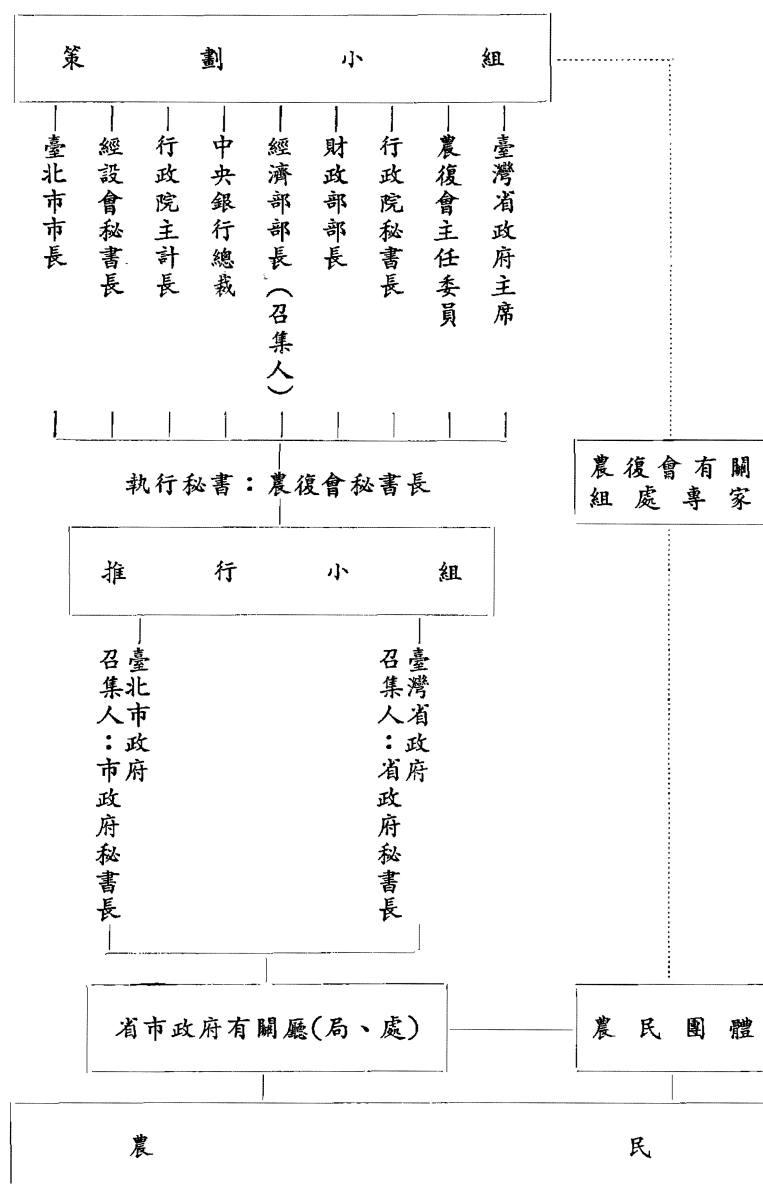 策劃小組
臺北市市長
經設會秘書長
行政院主計長
中央銀行總裁
經濟部部長（召集人）
財政部部長
行政院秘書長
農復會主任委員
臺灣省政府主席
執行秘書：農復會秘書長
農復會有關
組處專家
推行小組
臺北市政府
召集人：市政府秘書長
臺灣省政府
召集人：省政府秘書長
省市政府有關廳(局、處)
農民團體
農民